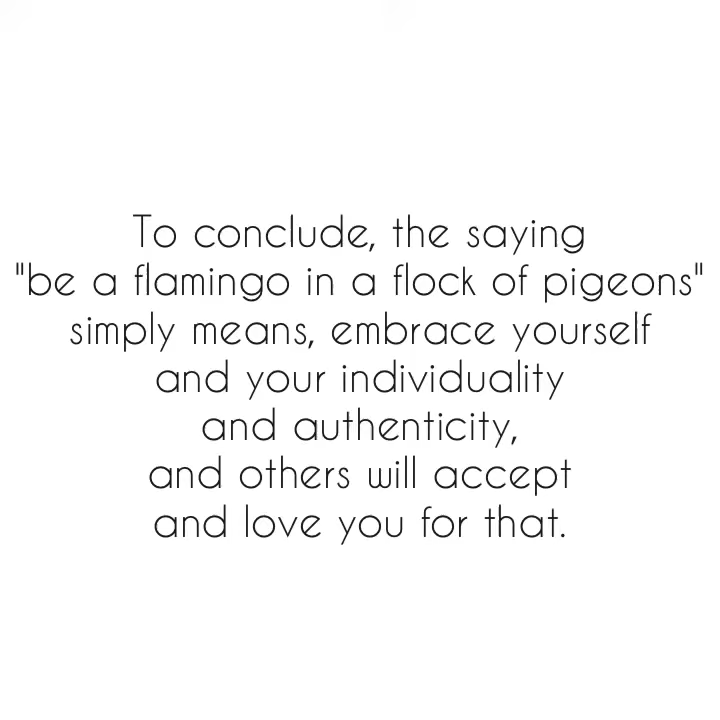 To conclude, the saying
"be a flamingo in a flock of pigeons"
simply means, embrace yourself
and your individuality
and authenticity,
and others will accept
and love you for that.